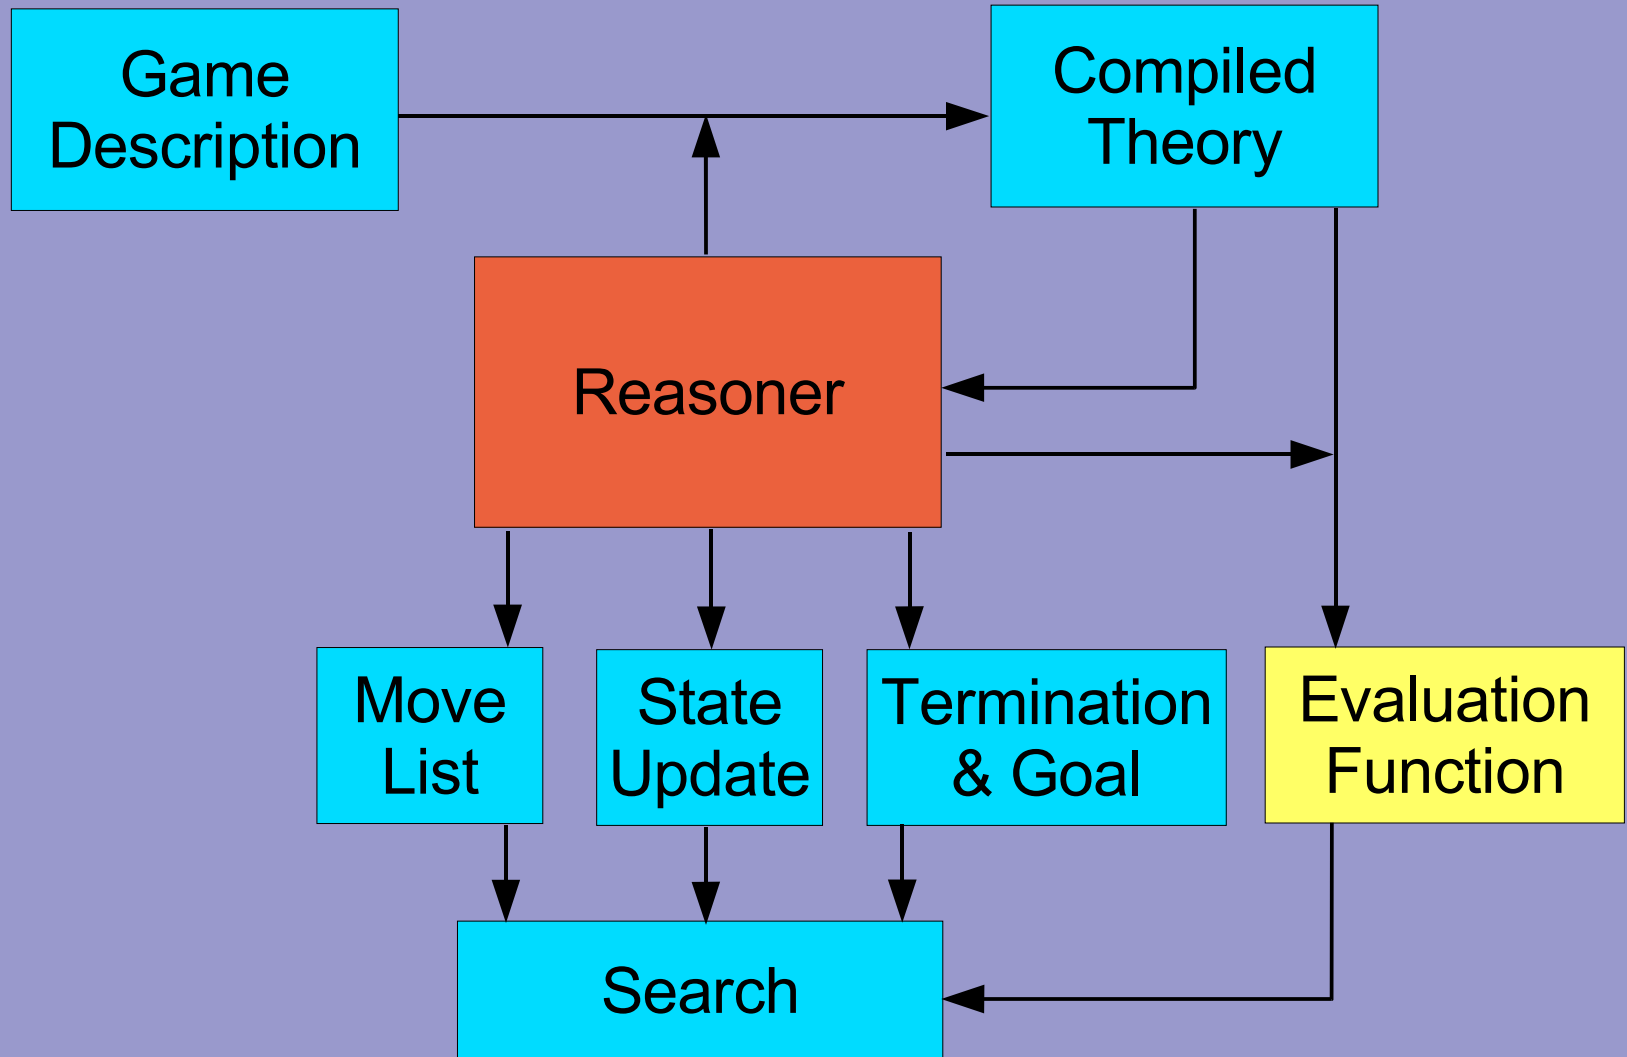 Game
Description
Compiled
Theory
Reasoner
Move
List
State
Update
Termination
& Goal
Evaluation
Function
Search